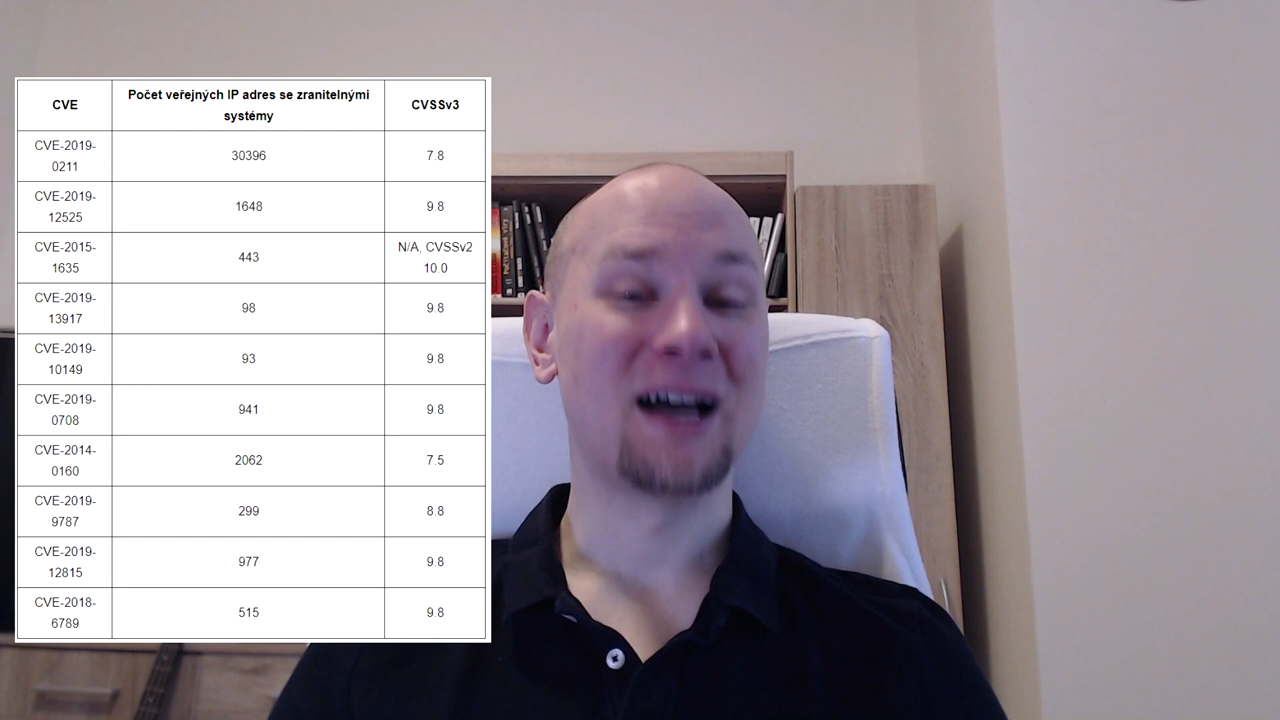 CVE
Počet veřejných IP adres se zranitelnými
systémy
CVSSv3
CVE-2019-
0211
30396
7.8
CVE-2019-
12525
1648
9.8
CVE-2015-
1635
443
N/A, CVSSv2
10.0
CVE-2019-
13917
98
9.8
CVE-2019-
10149
93
9.8
CVE-2019-
0708
941
9.8
CVE-2014-
0160
2062
7.5
CVE-2019-
9787
299
8.8
CVE-2019-
12815
977
9.8
CVE-2018-
6789
515
9.8